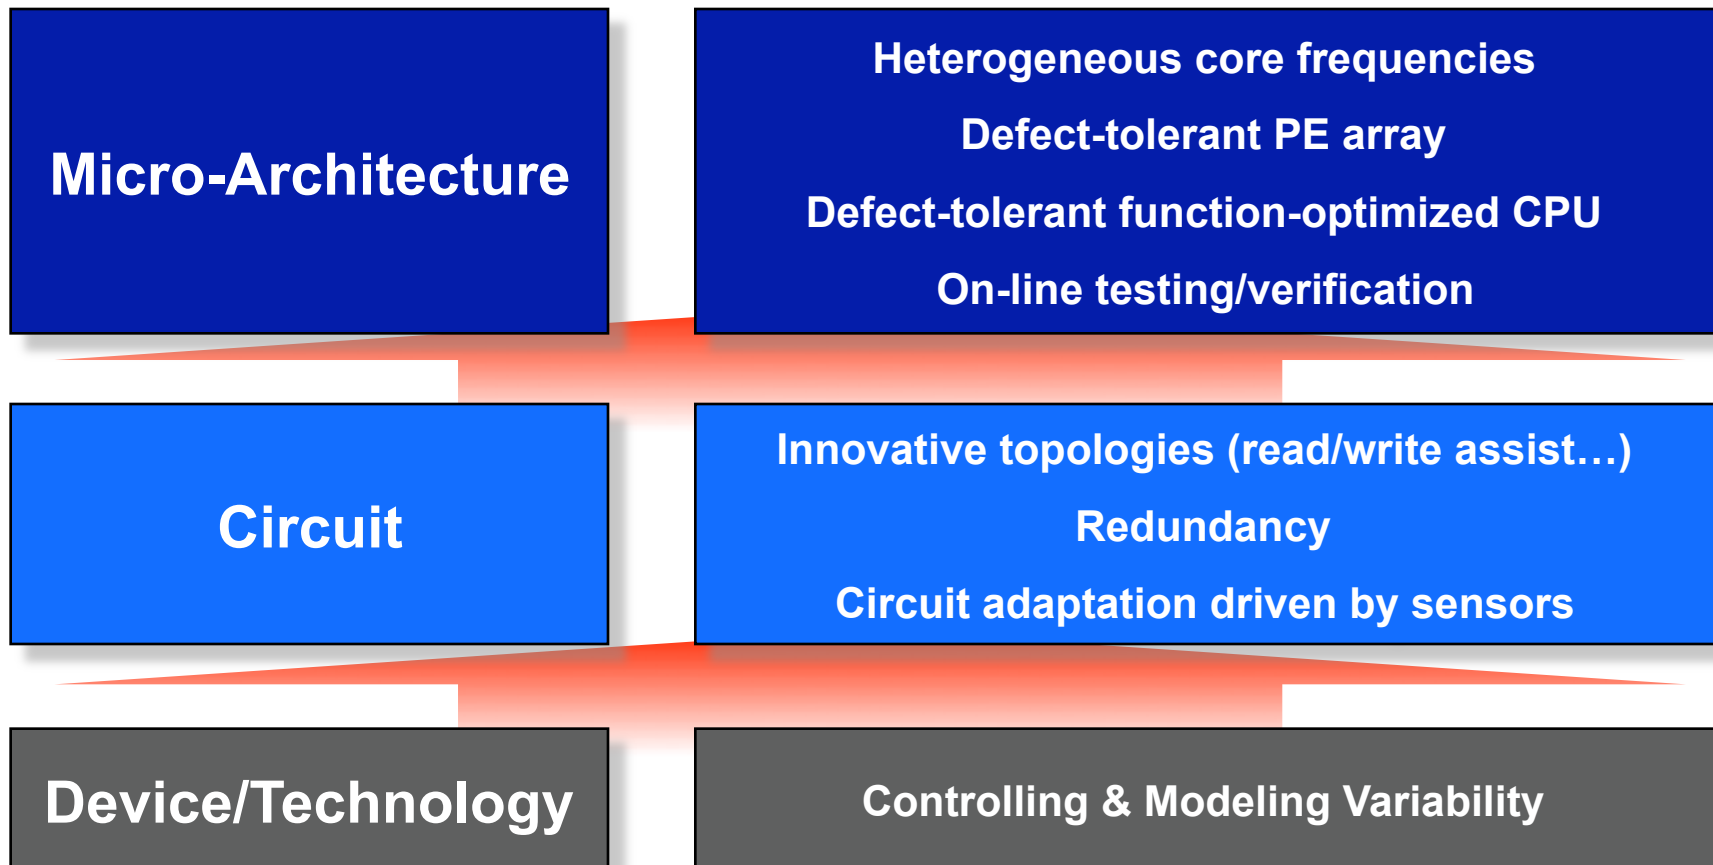 Micro-Architecture
Heterogeneous core frequencies
Defect-tolerant PE array
Defect-tolerant function-optimized CPU
On-line testing/verification
Circuit
Innovative topologies (read/write assist…)
Redundancy
Circuit adaptation driven by sensors
Device/Technology
Controlling & Modeling Variability